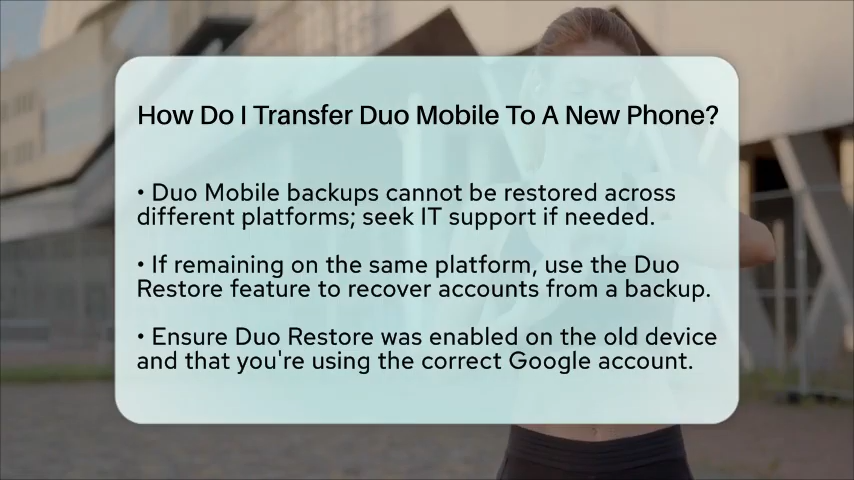 How Do I Transfer Duo Mobile To A New Phone?
• Duo Mobile backups cannot be restored across
different platforms; seek IT support if needed.
• If remaining on the same platform, use the Duo
Restore feature to recover accounts from a backup.
• Ensure Duo Restore was enabled on the old device
and that you're using the correct Google account.